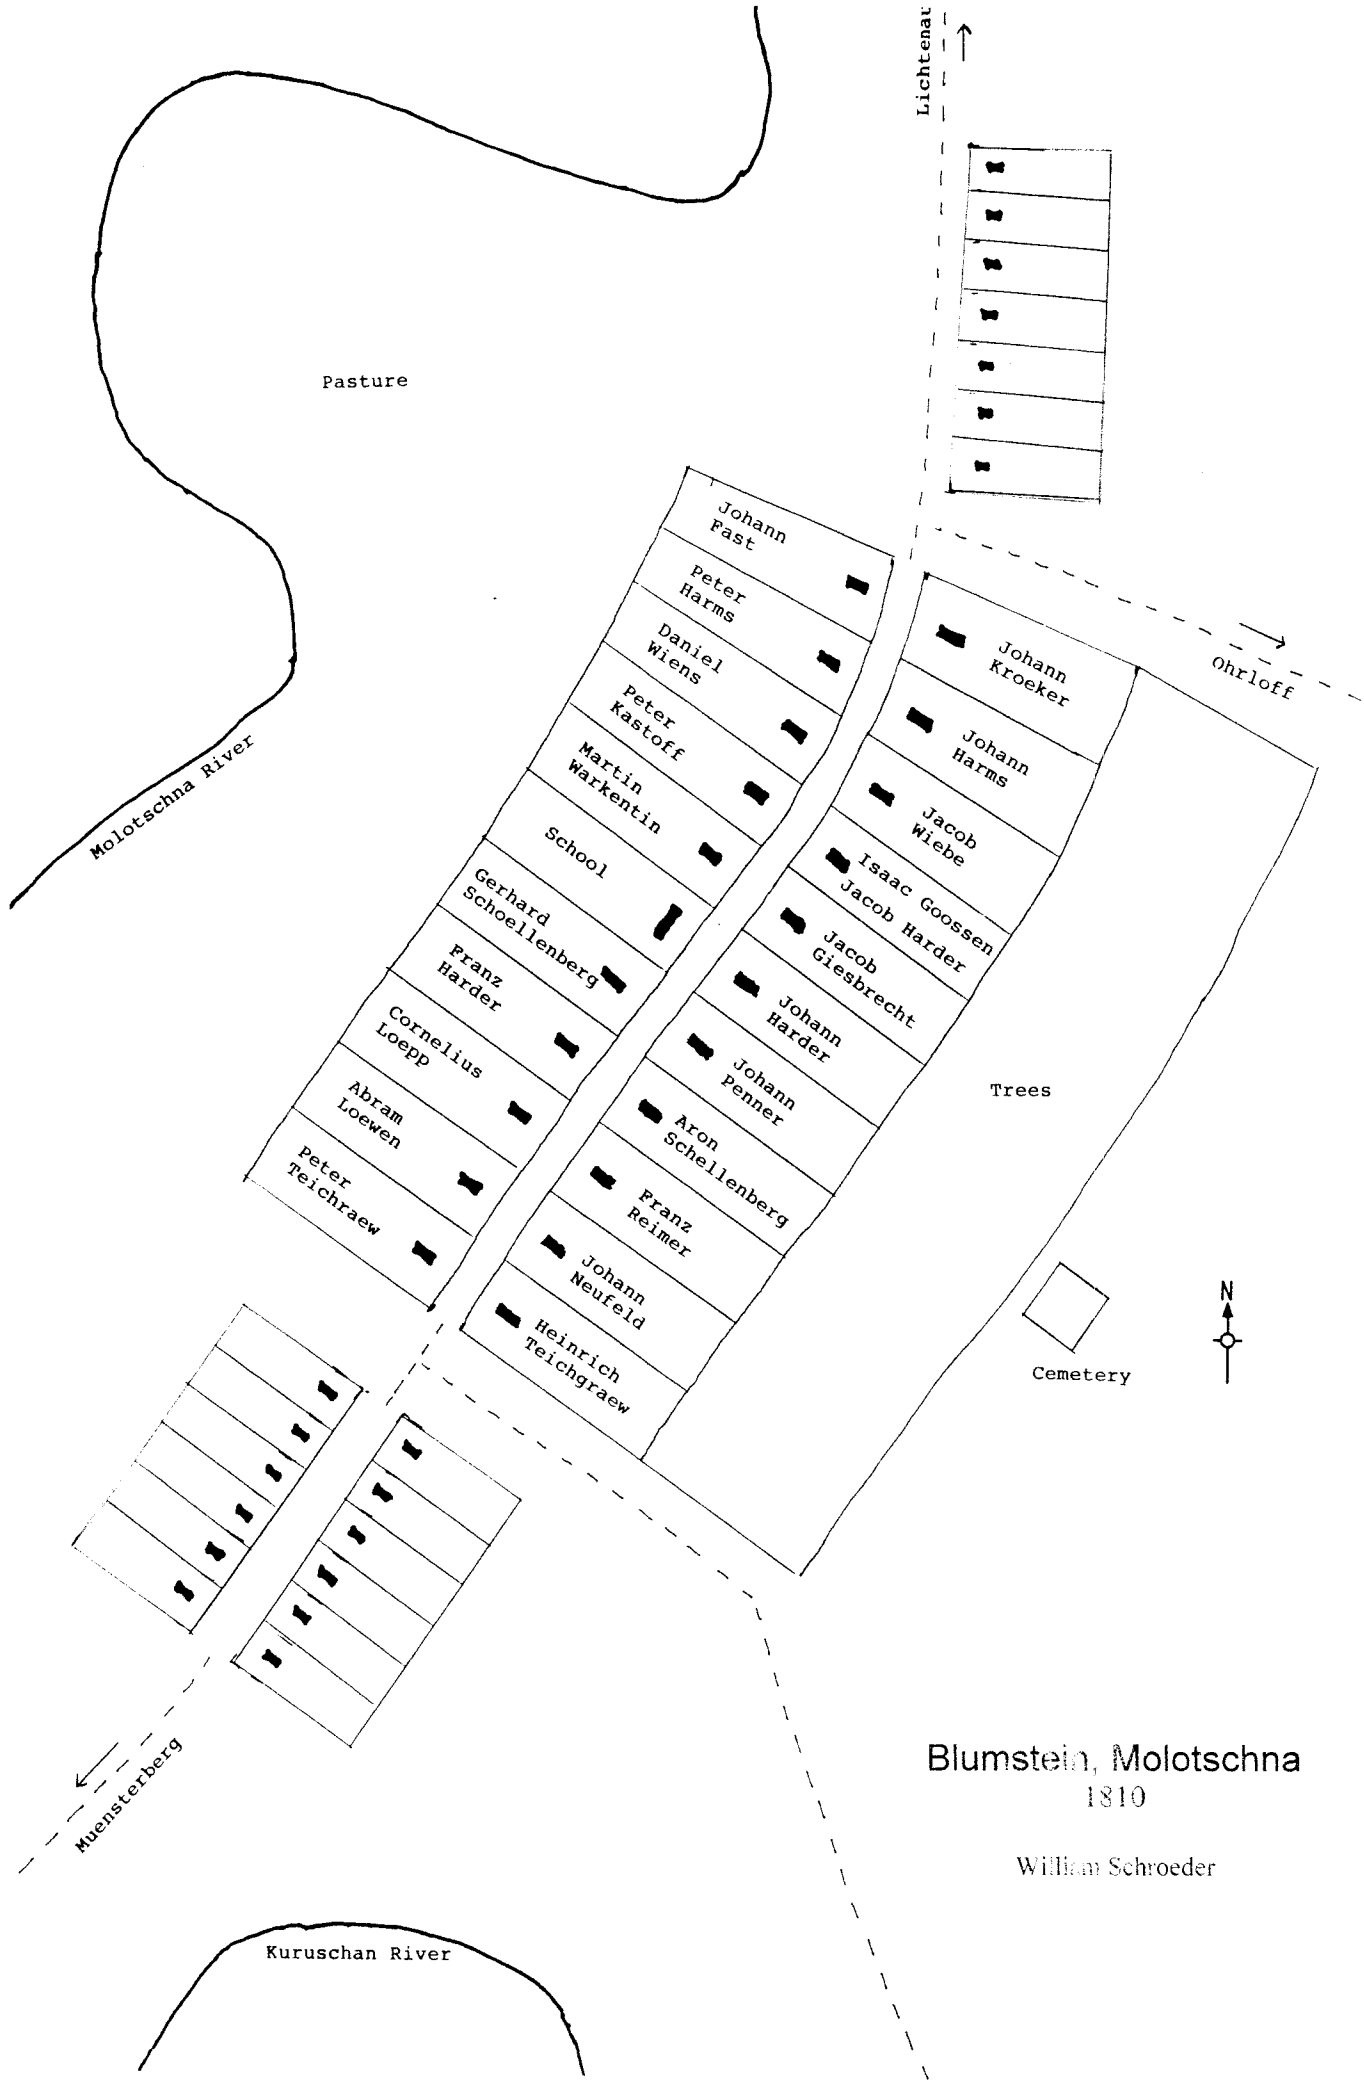 Lichtenau
Pasture
Molotschna River
Ohrloff
Johann
Fast
Peter
Harms
Daniel
Wiens
Peter
Kastoff
Martin
Warkentin
School
Gerhard
Schoellenberg
Franz
Harder
Cornelius
Loepp
Abram
Loewen
Peter
Teichraew
Johann
Kroeker
Johann
Harms
Jacob
Wiebe
Isaac Goossen
Jacob Harder
Jacob
Giesbrecht
Johann
Harder
Johann
Penner
Aron
Schellenberg
Franz
Reimer
Johann
Neufeld
Heinrich
Teichgraew
Trees
N
Cemetery
Muensterberg
Blumstein, Molotschna
1810
William Schroeder
Kuruschan River